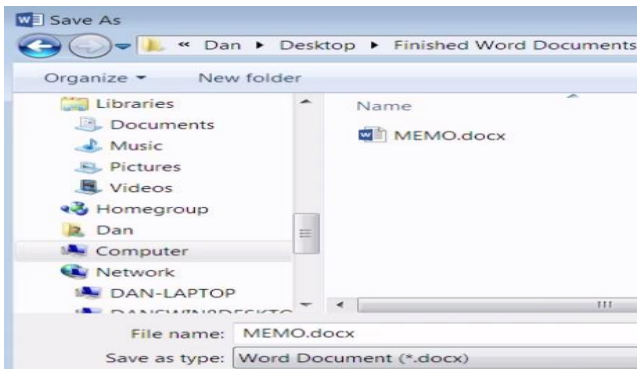 Save As
« Dan ▸ Desktop ▸ Finished Word Documents
Organize ▾ New folder
Libraries
Documents
Music
Pictures
Videos
Homegroup
Dan
Computer
Network
DAN-LAPTOP
Name
MEMO.docx
File name: MEMO.docx
Save as type: Word Document (*.docx)